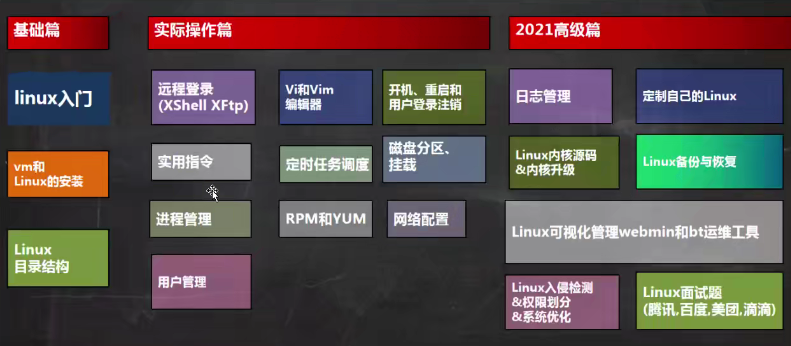 基础篇
linux入门
vm和
Linux的安装
Linux
目录结构
实际操作篇
远程登录
(XShell XFtp)
Vi和Vim
编辑器
开机、重启和
用户登录注销
实用指令
定时任务调度
磁盘分区、
挂载
进程管理
RPM和YUM
网络配置
用户管理
2021高级篇
日志管理
定制自己的Linux
Linux内核源码
&内核升级
Linux备份与恢复
Linux可视化管理webmin和bt运维工具
Linux入侵检测
&权限划分
&系统优化
Linux面试题
(腾讯,百度,美团,滴滴)